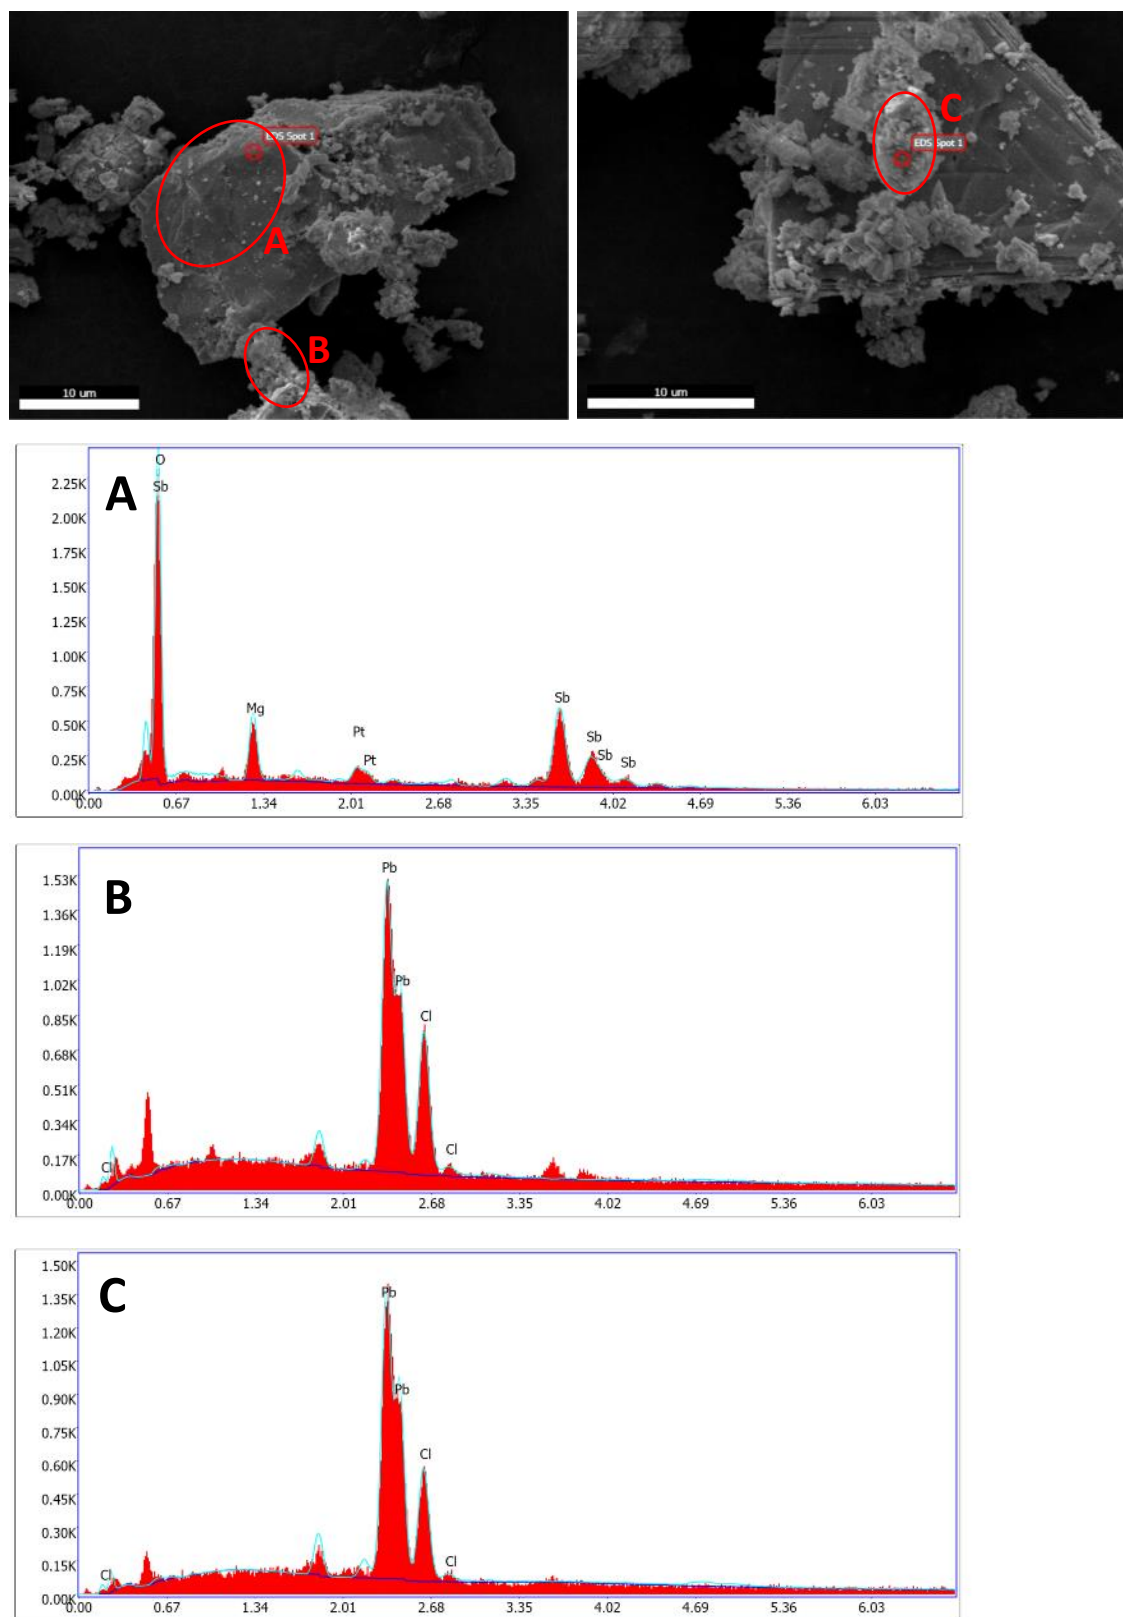 C
EDS Spot 1
EDS Spot 1
A
B
10 um
10 um
A
O
Sb
2.25K
2.00K
1.75K
1.50K
1.25K
1.00K
0.75K
0.50K
0.25K
0.00K
Mg
Pt
Pt
Sb
Sb
Sb
Sb
0.00 0.67 1.34 2.01 2.68 3.35 4.02 4.69 5.36 6.03
B
1.53K
1.36K
1.19K
1.02K
0.85K
0.68K
0.51K
0.34K
0.17K
0.00K
Pb
Pb
Cl
Cl
Cl
0.00 0.67 1.34 2.01 2.68 3.35 4.02 4.69 5.36 6.03
C
1.50K
1.35K
1.20K
1.05K
0.90K
0.75K
0.60K
0.45K
0.30K
0.15K
0.00K
Pb
Pb
Cl
Cl
Cl
0.00 0.67 1.34 2.01 2.68 3.35 4.02 4.69 5.36 6.03